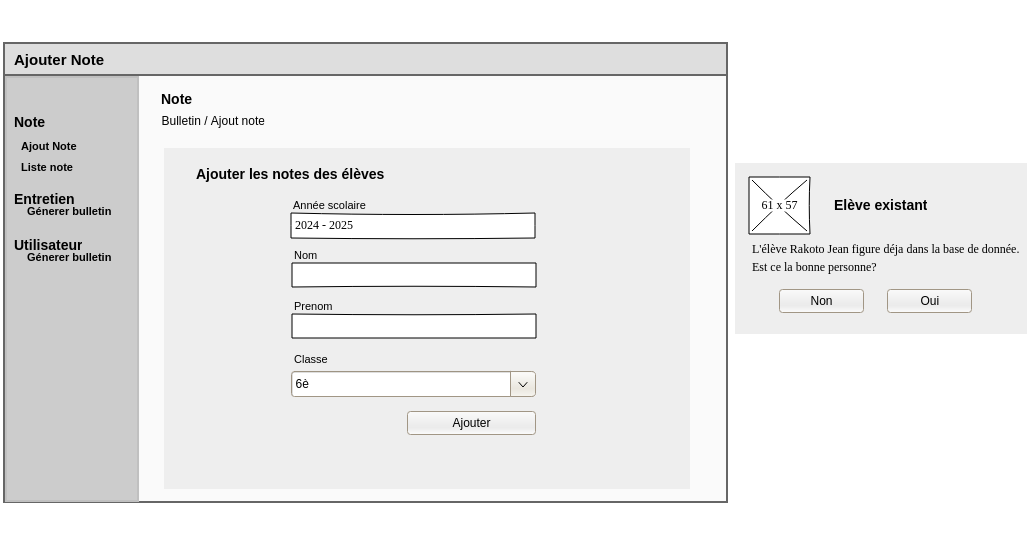 Ajouter Note
Note
Ajout Note
Liste note
Entretien
Génerer bulletin
Utilisateur
Génerer bulletin
Note
Bulletin / Ajout note
Ajouter les notes des élèves
Année scolaire
2024 - 2025
Nom
Prenom
Classe
6è
Ajouter
61 x 57
Elève existant
L'élève Rakoto Jean figure déja dans la base de donnée.
Est ce la bonne personne?
Non
Oui